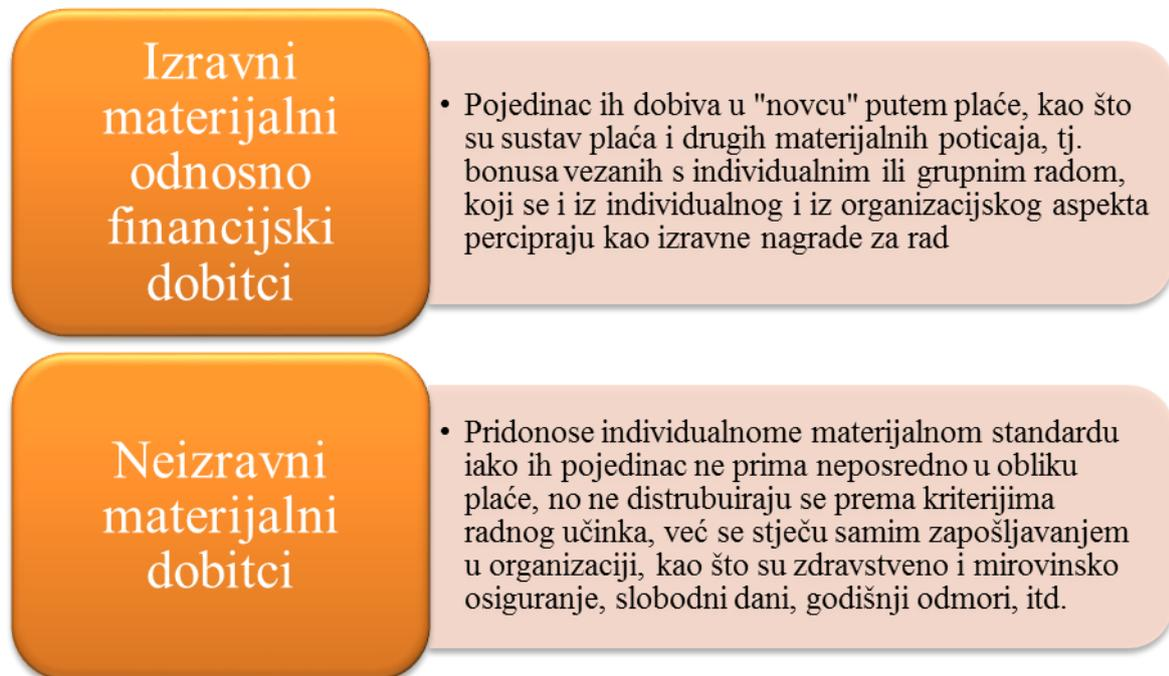 Izravni
materijalni
odnosno
financijski
dobitci
• Pojedinac ih dobiva u "novcu" putem plaće, kao što
su sustav plaća i drugih materijalnih poticaja, tj.
bonusa vezanih s individualnim ili grupnim radom,
koji se i iz individualnog i iz organizacijskog aspekta
percipraju kao izravne nagrade za rad
Neizravni
materijalni
dobitci
• Pridonose individualnome materijalnom standardu
iako ih pojedinac ne prima neposredno u obliku
plaće, no ne distrubuiraju se prema kriterijima
radnog učinka, već se stječu samim zapošljavanjem
u organizaciji, kao što su zdravstveno i mirovinsko
osiguranje, slobodni dani, godišnji odmori, itd.